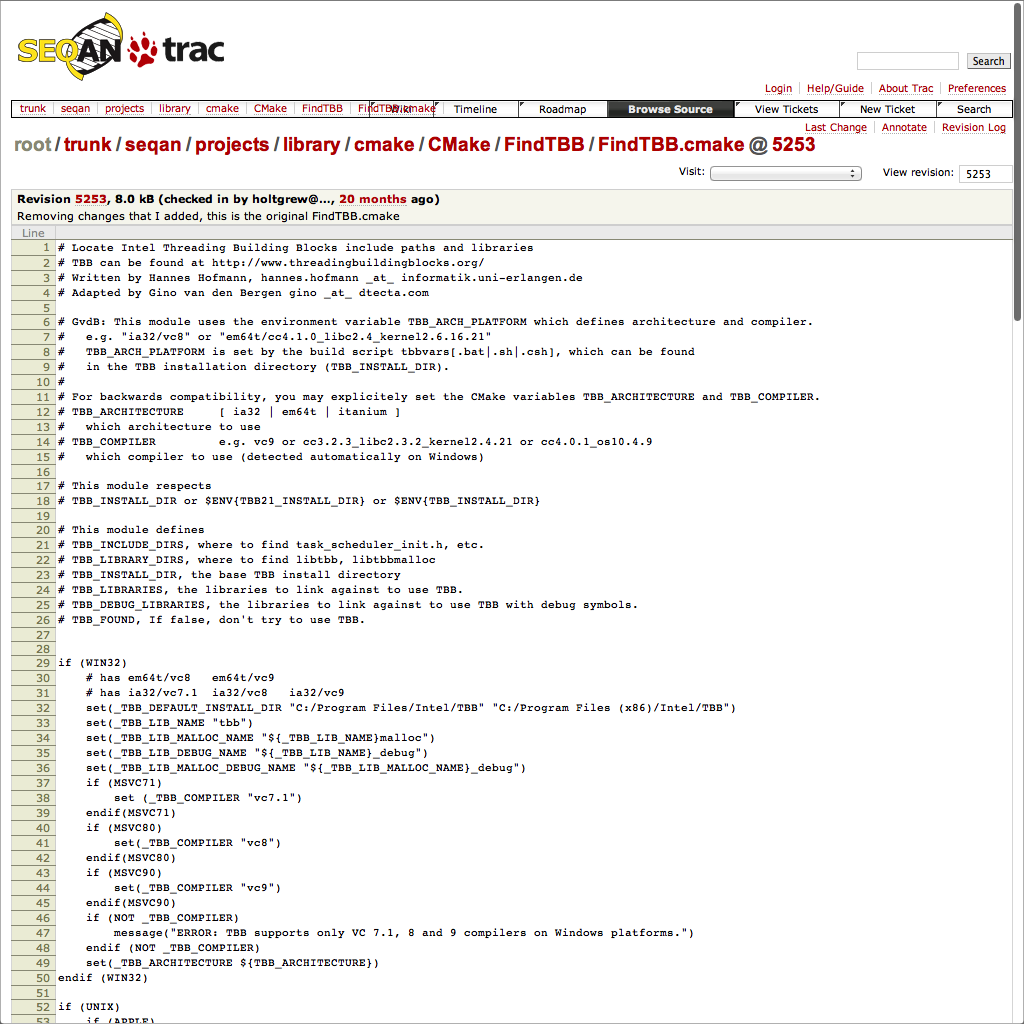 SEQAN trac
Search
Login Help/Guide About Trac Preferences
trunk seqan projects library cmake CMake FindTBB FindTBB.cmake Wiki Timeline Roadmap Browse Source View Tickets New Ticket Search
Last Change Annotate Revision Log
root/trunk/seqan/projects/library/cmake/CMake/FindTBB/FindTBB.cmake @ 5253
Visit: View revision: 5253
Revision 5253, 8.0 kB (checked in by holtgrew@..., 20 months ago)
Removing changes that I added, this is the original FindTBB.cmake
Line
1 # Locate Intel Threading Building Blocks include paths and libraries
2 # TBB can be found at http://www.threadingbuildingblocks.org/
3 # Written by Hannes Hofmann, hannes.hofmann _at_ informatik.uni-erlangen.de
4 # Adapted by Gino van den Bergen gino _at_ dtecta.com
5
6 # GvdB: This module uses the environment variable TBB_ARCH_PLATFORM which defines architecture and compiler.
7 #   e.g. "ia32/vc8" or "em64t/cc4.1.0_libc2.4_kernel2.6.16.21"
8 #   TBB_ARCH_PLATFORM is set by the build script tbbvars[.bat|.sh|.csh], which can be found
9 #   in the TBB installation directory (TBB_INSTALL_DIR).
10 #
11 # For backwards compatibility, you may explicitely set the CMake variables TBB_ARCHITECTURE and TBB_COMPILER.
12 # TBB_ARCHITECTURE     [ ia32 | em64t | itanium ]
13 #   which architecture to use
14 # TBB_COMPILER         e.g. vc9 or cc3.2.3_libc2.3.2_kernel2.4.21 or cc4.0.1_os10.4.9
15 #   which compiler to use (detected automatically on Windows)
16
17 # This module respects
18 # TBB_INSTALL_DIR or $ENV{TBB21_INSTALL_DIR} or $ENV{TBB_INSTALL_DIR}
19
20 # This module defines
21 # TBB_INCLUDE_DIRS, where to find task_scheduler_init.h, etc.
22 # TBB_LIBRARY_DIRS, where to find libtbb, libtbbmalloc
23 # TBB_INSTALL_DIR, the base TBB install directory
24 # TBB_LIBRARIES, the libraries to link against to use TBB.
25 # TBB_DEBUG_LIBRARIES, the libraries to link against to use TBB with debug symbols.
26 # TBB_FOUND, If false, don't try to use TBB.
27
28
29 if (WIN32)
30     # has em64t/vc8   em64t/vc9
31     # has ia32/vc7.1  ia32/vc8   ia32/vc9
32     set(_TBB_DEFAULT_INSTALL_DIR "C:/Program Files/Intel/TBB" "C:/Program Files (x86)/Intel/TBB")
33     set(_TBB_LIB_NAME "tbb")
34     set(_TBB_LIB_MALLOC_NAME "${_TBB_LIB_NAME}malloc")
35     set(_TBB_LIB_DEBUG_NAME "${_TBB_LIB_NAME}_debug")
36     set(_TBB_LIB_MALLOC_DEBUG_NAME "${_TBB_LIB_MALLOC_NAME}_debug")
37     if (MSVC71)
38         set (_TBB_COMPILER "vc7.1")
39     endif(MSVC71)
40     if (MSVC80)
41         set(_TBB_COMPILER "vc8")
42     endif(MSVC80)
43     if (MSVC90)
44         set(_TBB_COMPILER "vc9")
45     endif(MSVC90)
46     if (NOT _TBB_COMPILER)
47         message("ERROR: TBB supports only VC 7.1, 8 and 9 compilers on Windows platforms.")
48     endif (NOT _TBB_COMPILER)
49     set(_TBB_ARCHITECTURE ${TBB_ARCHITECTURE})
50 endif (WIN32)
51
52 if (UNIX)
53     if (APPLE)